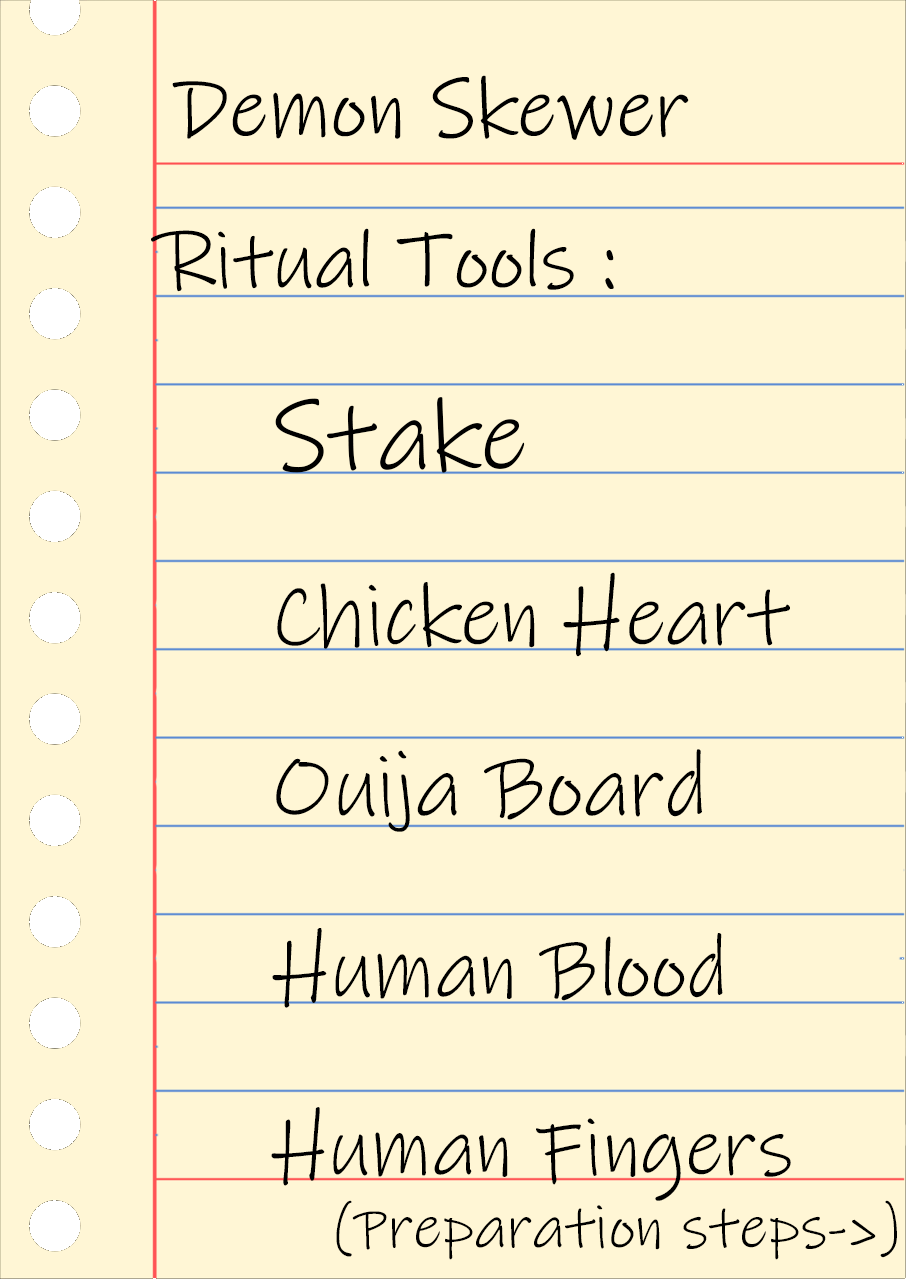 Demon Skewer
Ritual Tools :
Stake
Chicken Heart
Ouija Board
Human Blood
Human Fingers
(Preparation steps->)